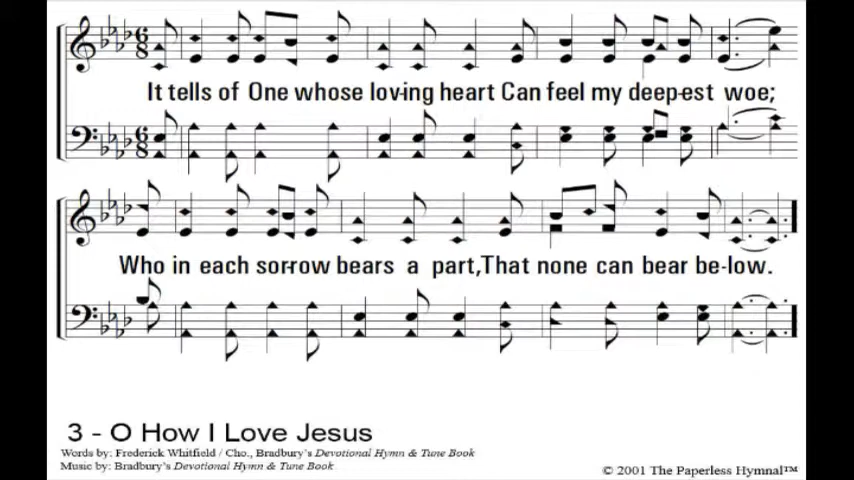 It tells of One whose lov-ing heart Can feel my deep-est woe;
Who in each sor-row bears a part, That none can bear be-low.
3 - O How I Love Jesus
Words by: Frederick Whitfield / Cho., Bradbury's Devotional Hymn & Tune Book
Music by: Bradbury's Devotional Hymn & Tune Book
© 2001 The Paperless Hymnal™